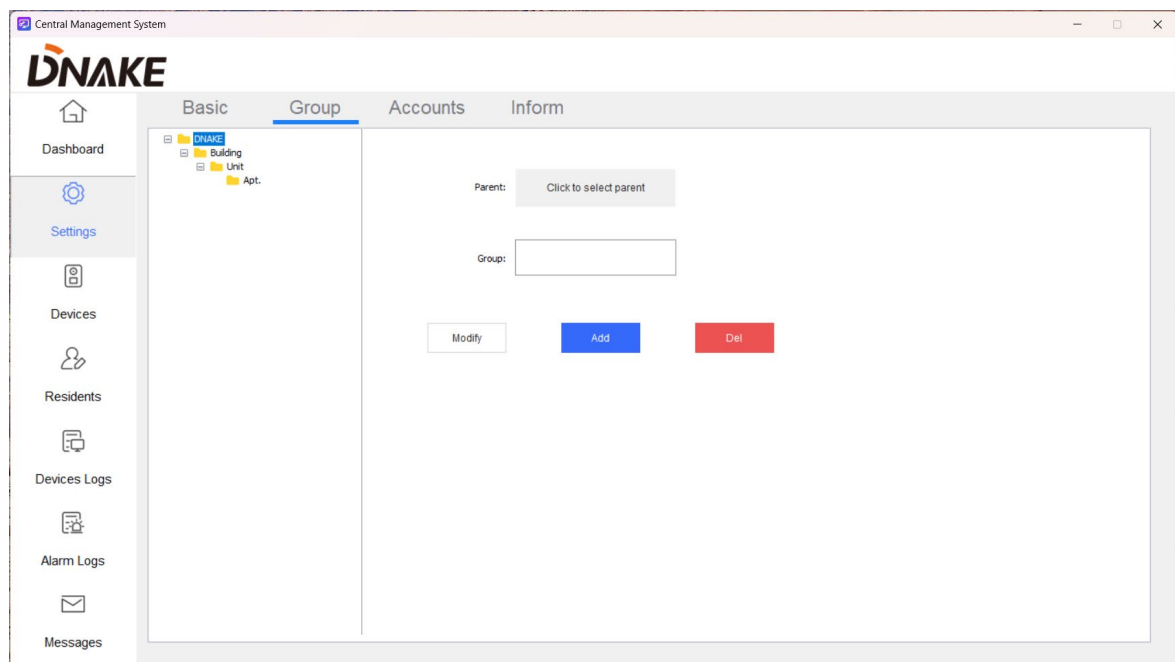 Central Management System
DNAKE
Basic Group Accounts Inform
Dashboard
Settings
Devices
Residents
Devices Logs
Alarm Logs
Messages
DNAKE
Building
Unit
Apt.
Parent: Click to select parent
Group:
Modify Add Del